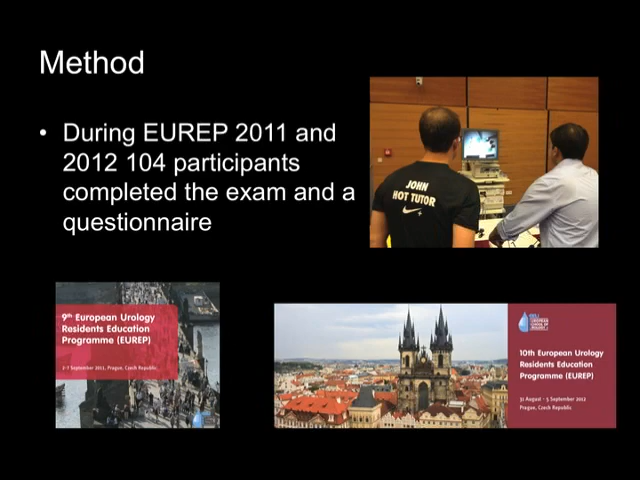 Method
• During EUREP 2011 and
2012 104 participants
completed the exam and a
questionnaire
JOHN
HOT TUTOR
9th European Urology
Residents Education
Programme (EUREP)
2-7 September 2011, Prague, Czech Republic
10th European Urology
Residents Education
Programme (EUREP)
31 August - 5 September 2012
Prague, Czech Republic